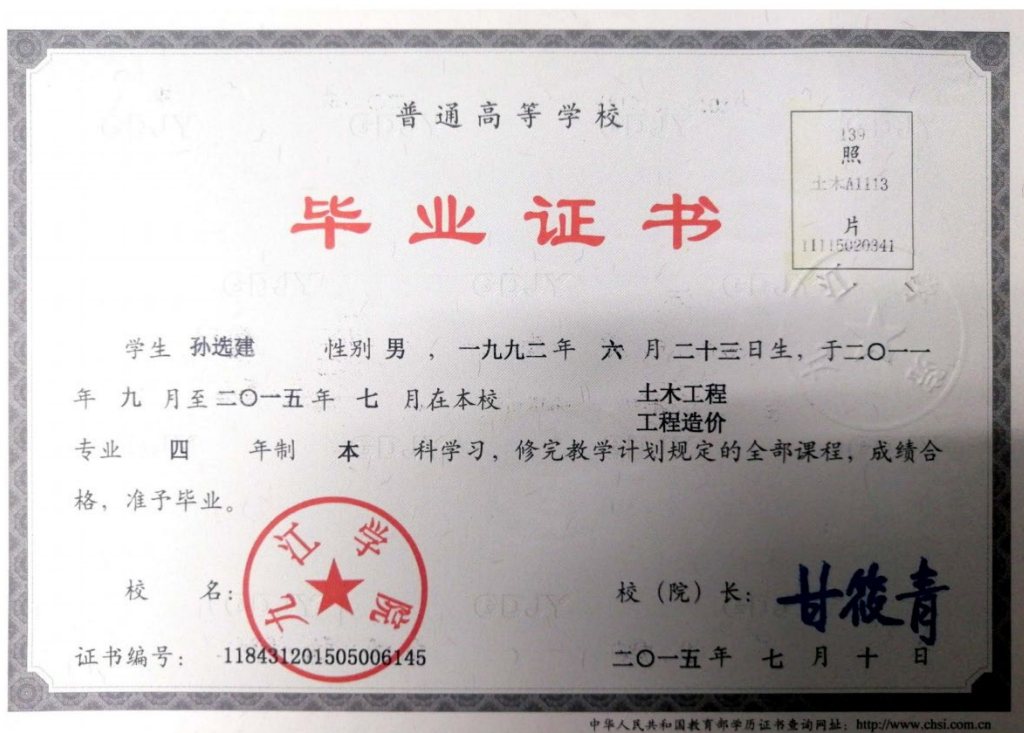 普通高等学校
毕业证书
139
照
土木A1113
片
11115020341
学生 孙选建 性别 男 ，一九九二年 六 月二十三日生，于二〇一一
年 九 月至二〇一五年 七 月在本校 土木工程
工程造价
专业 四 年制 本 科学习，修完教学计划规定的全部课程，成绩合
格，准予毕业。
九江学院
校 名： 校（院）长： 甘筱青
证书编号： 118431201505006145 二〇一五年 七 月 十 日
中华人民共和国教育部学历证书查询网址：http://www.chsi.com.cn